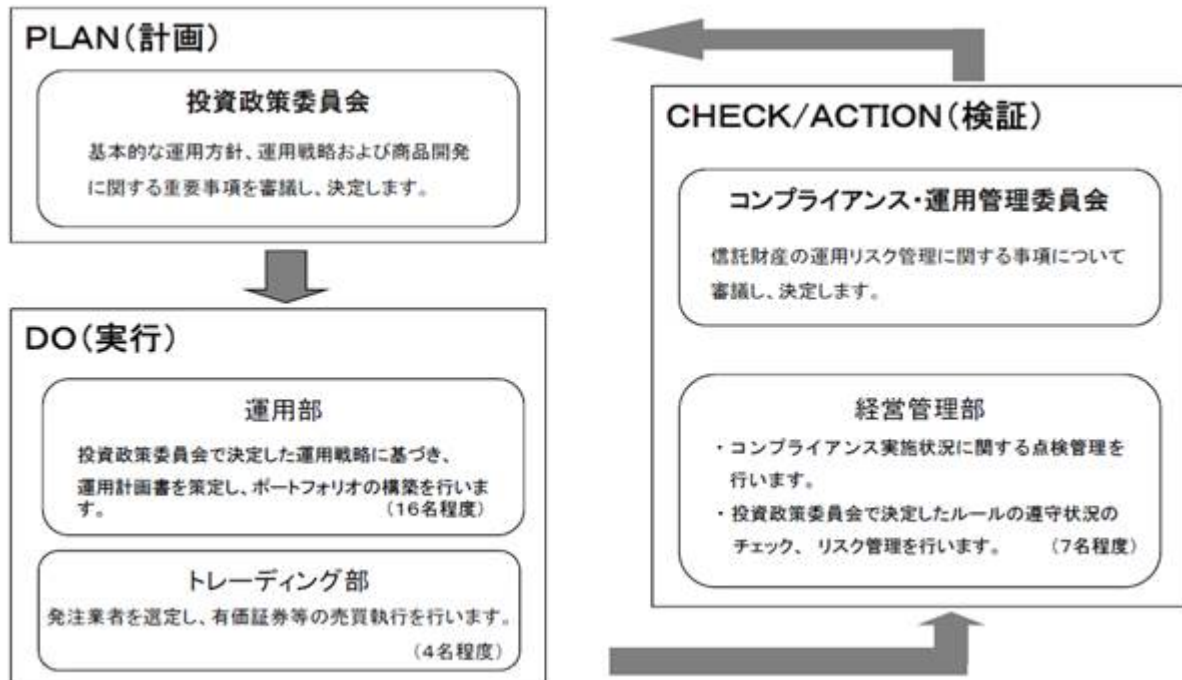 PLAN(計画)
投資政策委員会
基本的な運用方針、運用戦略および商品開発
に関する重要事項を審議し、決定します。
DO(実行)
運用部
投資政策委員会で決定した運用戦略に基づき、
運用計画書を策定し、ポートフォリオの構築を行いま
す。 (16名程度)
トレーディング部
発注業者を選定し、有価証券等の売買執行を行います。
(4名程度)
CHECK/ACTION(検証)
コンプライアンス・運用管理委員会
信託財産の運用リスク管理に関する事項について
審議し、決定します。
経営管理部
・コンプライアンス実施状況に関する点検管理を
行います。
・投資政策委員会で決定したルールの遵守状況の
チェック、 リスク管理を行います。 (7名程度)